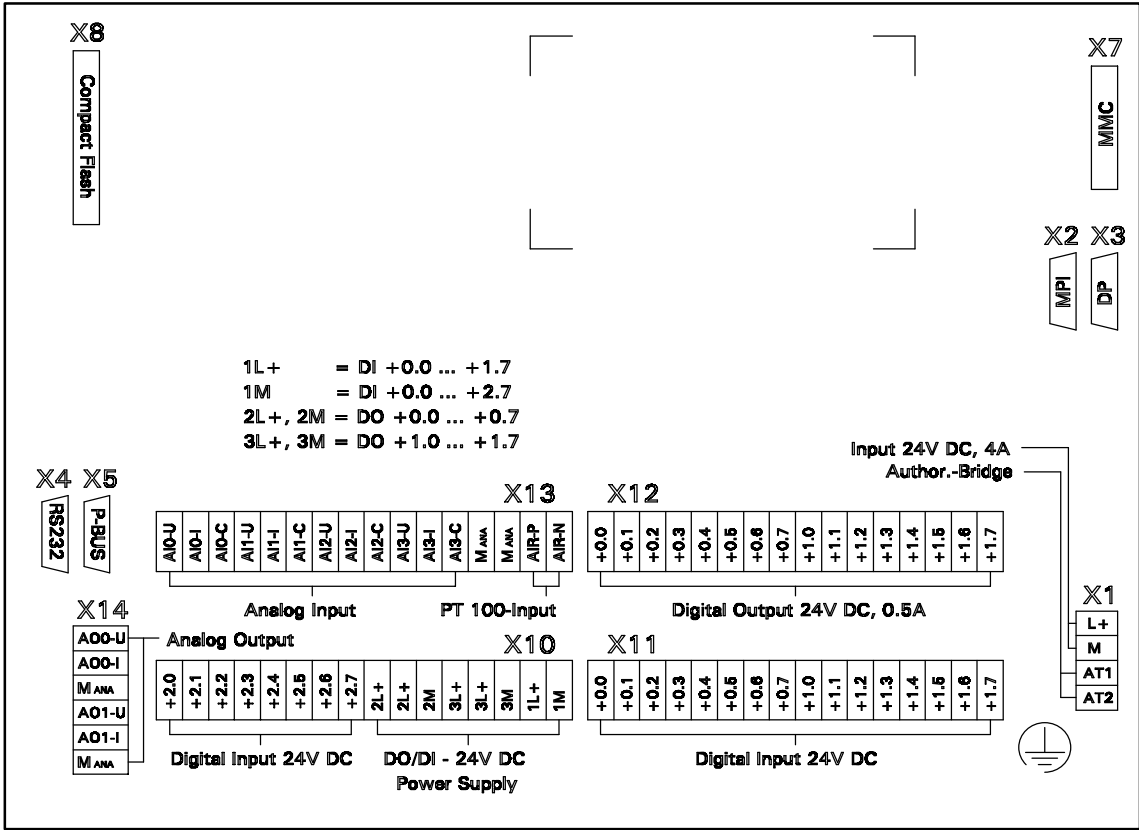 X8
Compact Flash
X7
MMC
X2 X3
MPI
DP
1L+ = DI +0.0 ... +1.7
1M = DI +0.0 ... +2.7
2L+, 2M = DO +0.0 ... +0.7
3L+, 3M = DO +1.0 ... +1.7
Input 24V DC, 4A
Author.-Bridge
X4 X5
RS232
P-BUS
X13
AI0-U
AI0-I
AI0-C
AI1-U
AI1-I
AI1-C
AI2-U
AI2-I
AI2-C
AI3-U
AI3-I
AI3-C
M ANA
M ANA
AIR-P
AIR-N
Analog Input
PT 100-Input
X12
+0.0
+0.1
+0.2
+0.3
+0.4
+0.5
+0.6
+0.7
+1.0
+1.1
+1.2
+1.3
+1.4
+1.5
+1.6
+1.7
Digital Output 24V DC, 0.5A
X1
L+
M
AT1
AT2
X14
AO0-U
AO0-I
M ANA
AO1-U
AO1-I
M ANA
Analog Output
X10
+2.0
+2.1
+2.2
+2.3
+2.4
+2.5
+2.6
+2.7
2L+
2L+
2M
3L+
3L+
3M
1L+
1M
Digital Input 24V DC
DO/DI - 24V DC
Power Supply
X11
+0.0
+0.1
+0.2
+0.3
+0.4
+0.5
+0.6
+0.7
+1.0
+1.1
+1.2
+1.3
+1.4
+1.5
+1.6
+1.7
Digital Input 24V DC